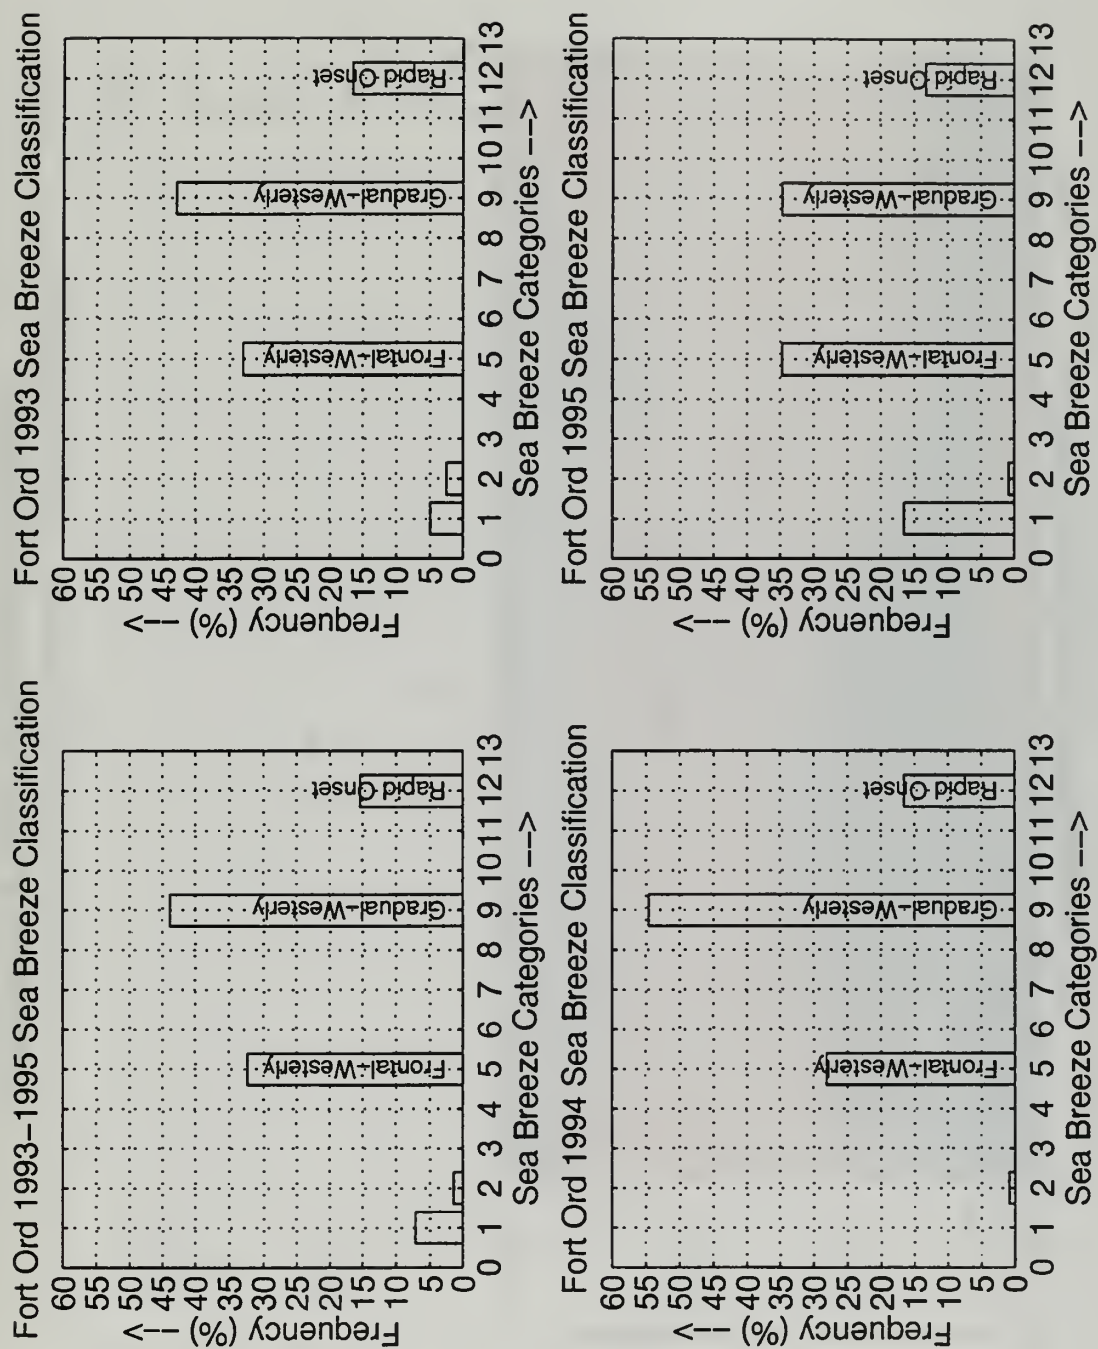 Fort Ord 1993-1995 Sea Breeze Classification
60
55
50
45
40
35
30
25
20
15
10
5
0
Frequency (%) -->
Frontal-Westerly
Gradual-Westerly
Rapid Onset
0 1 2 3 4 5 6 7 8 9 10 11 12 13
Sea Breeze Categories -->
Fort Ord 1993 Sea Breeze Classification
60
55
50
45
40
35
30
25
20
15
10
5
0
Frequency (%) -->
Frontal-Westerly
Gradual-Westerly
Rapid Onset
0 1 2 3 4 5 6 7 8 9 10 11 12 13
Sea Breeze Categories -->
Fort Ord 1994 Sea Breeze Classification
60
55
50
45
40
35
30
25
20
15
10
5
0
Frequency (%) -->
Frontal-Westerly
Gradual-Westerly
Rapid Onset
0 1 2 3 4 5 6 7 8 9 10 11 12 13
Sea Breeze Categories -->
Fort Ord 1995 Sea Breeze Classification
60
55
50
45
40
35
30
25
20
15
10
5
0
Frequency (%) -->
Frontal-Westerly
Gradual-Westerly
Rapid Onset
0 1 2 3 4 5 6 7 8 9 10 11 12 13
Sea Breeze Categories -->